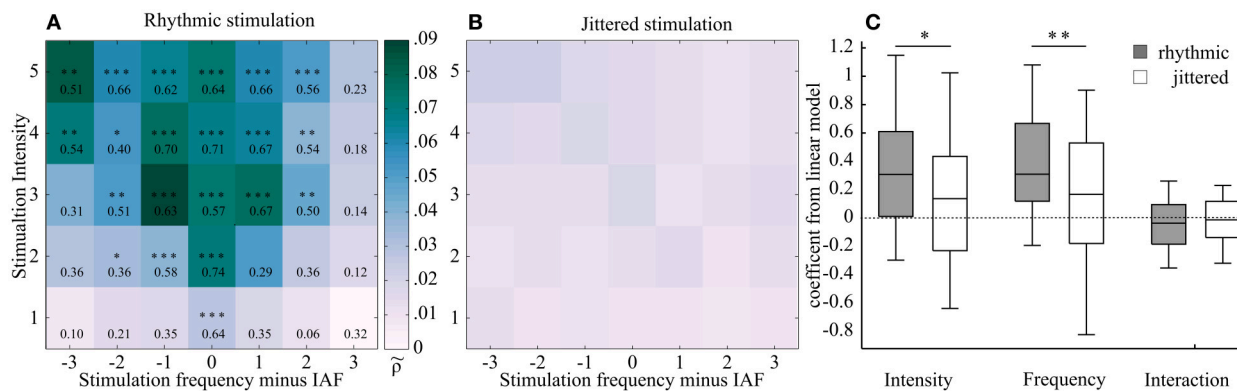 A Rhythmic stimulation
Stimualtion Intensity
5
4
3
2
1
** *** *** *** *** ***
0.51 0.66 0.62 0.64 0.66 0.56 0.23
** * *** *** *** **
0.54 0.40 0.70 0.71 0.67 0.54 0.18
** *** *** *** **
0.31 0.51 0.63 0.57 0.67 0.50 0.14
* *** ***
0.36 0.36 0.58 0.74 0.29 0.36 0.12
***
0.10 0.21 0.35 0.64 0.35 0.06 0.32
-3 -2 -1 0 1 2 3
Stimulation frequency minus IAF
.09
.08
.07
.06
.05
.04
.03
.02
.01
0
ρ̃
B Jittered stimulation
5
4
3
2
1
-3 -2 -1 0 1 2 3
Stimulation frequency minus IAF
C
coefficent from linear model
1.2
1
0.8
0.6
0.4
0.2
0
-0.2
-0.4
-0.6
-0.8
* **
rhythmic
jittered
Intensity Frequency Interaction